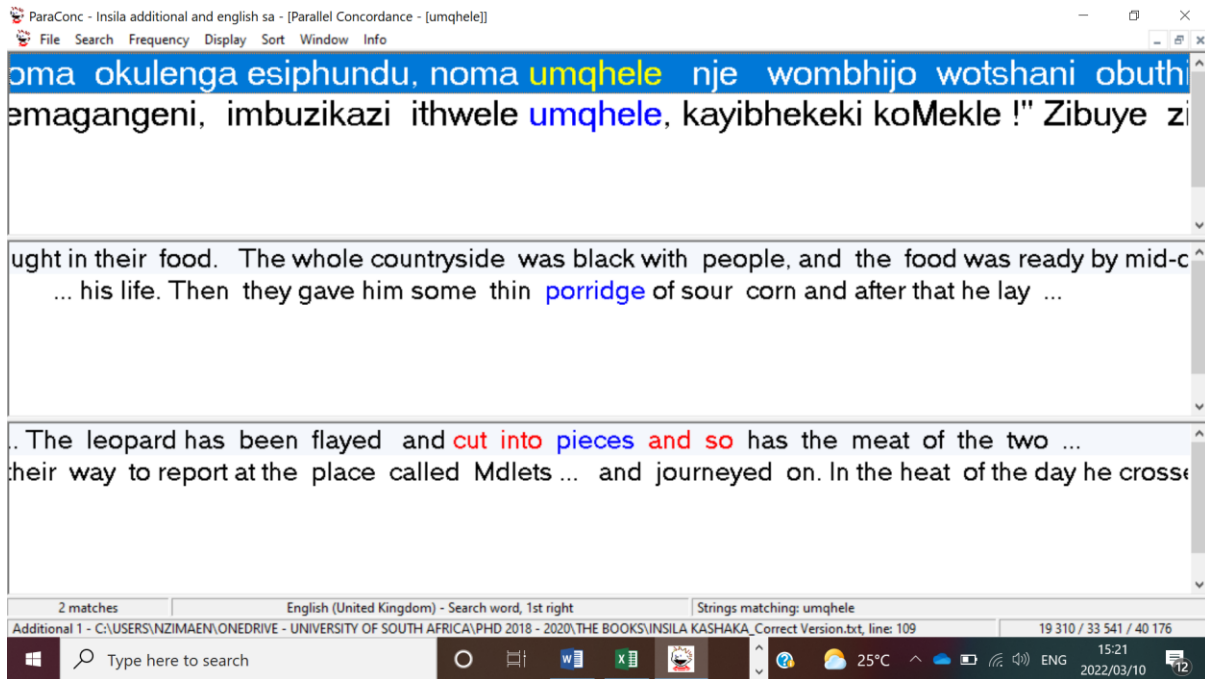 ParaConc - Insila additional and english sa - [Parallel Concordance - [umqhele]]
File Search Frequency Display Sort Window Info
oma okulenga esiphundu, noma umqhele nje wombhijo wotshani obuthi
emagangeni, imbuzikazi ithwele umqhele, kayibhekeki koMekle !" Zibuye zi
ught in their food. The whole countryside was black with people, and the food was ready by mid-c
... his life. Then they gave him some thin porridge of sour corn and after that he lay ...
.. The leopard has been flayed and cut into pieces and so has the meat of the two ...
their way to report at the place called Mdlets ... and journeyed on. In the heat of the day he crosse
2 matches English (United Kingdom) - Search word, 1st right Strings matching: umqhele
Additional 1 - C:\USERS\NZIMAEN\ONEDRIVE - UNIVERSITY OF SOUTH AFRICA\PHD 2018 - 2020\THE BOOKS\INSILA KASHAKA_Correct Version.txt, line: 109 19 310 / 33 541 / 40 176
Type here to search 25°C ENG 15:21
2022/03/10 12